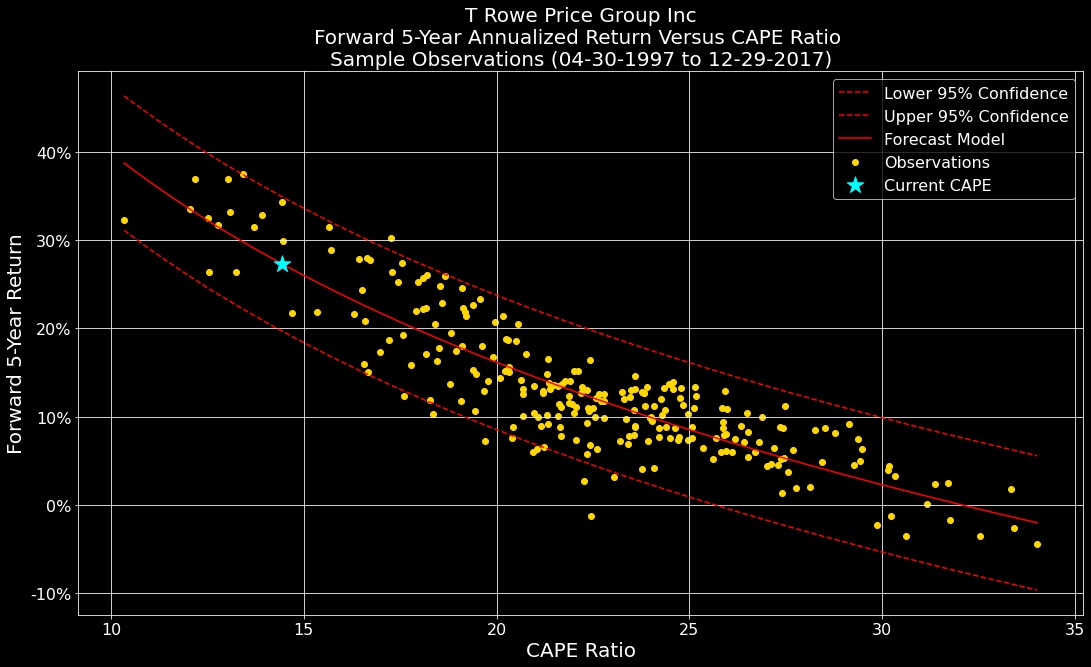 T Rowe Price Group Inc
Forward 5-Year Annualized Return Versus CAPE Ratio
Sample Observations (04-30-1997 to 12-29-2017)
Lower 95% Confidence
Upper 95% Confidence
Forecast Model
Observations
Current CAPE
Forward 5-Year Return
40%
30%
20%
10%
0%
-10%
10 15 20 25 30 35
CAPE Ratio